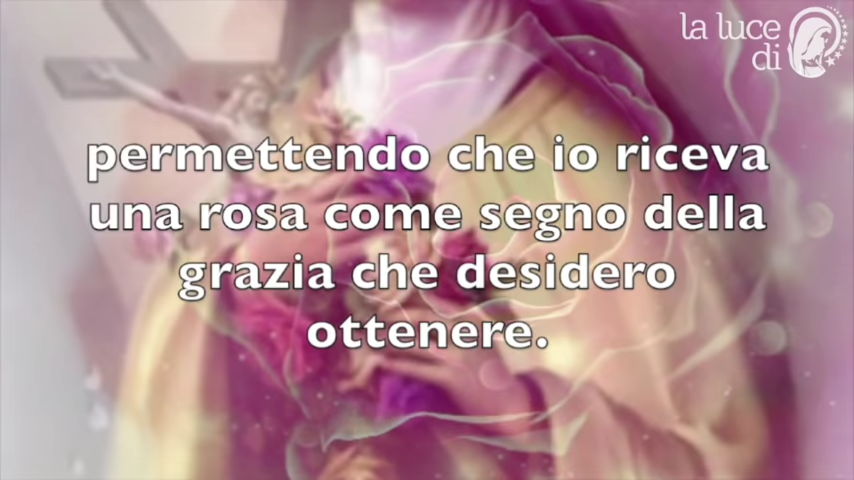 la luce
di
permettendo che io riceva
una rosa come segno della
grazia che desidero
ottenere.